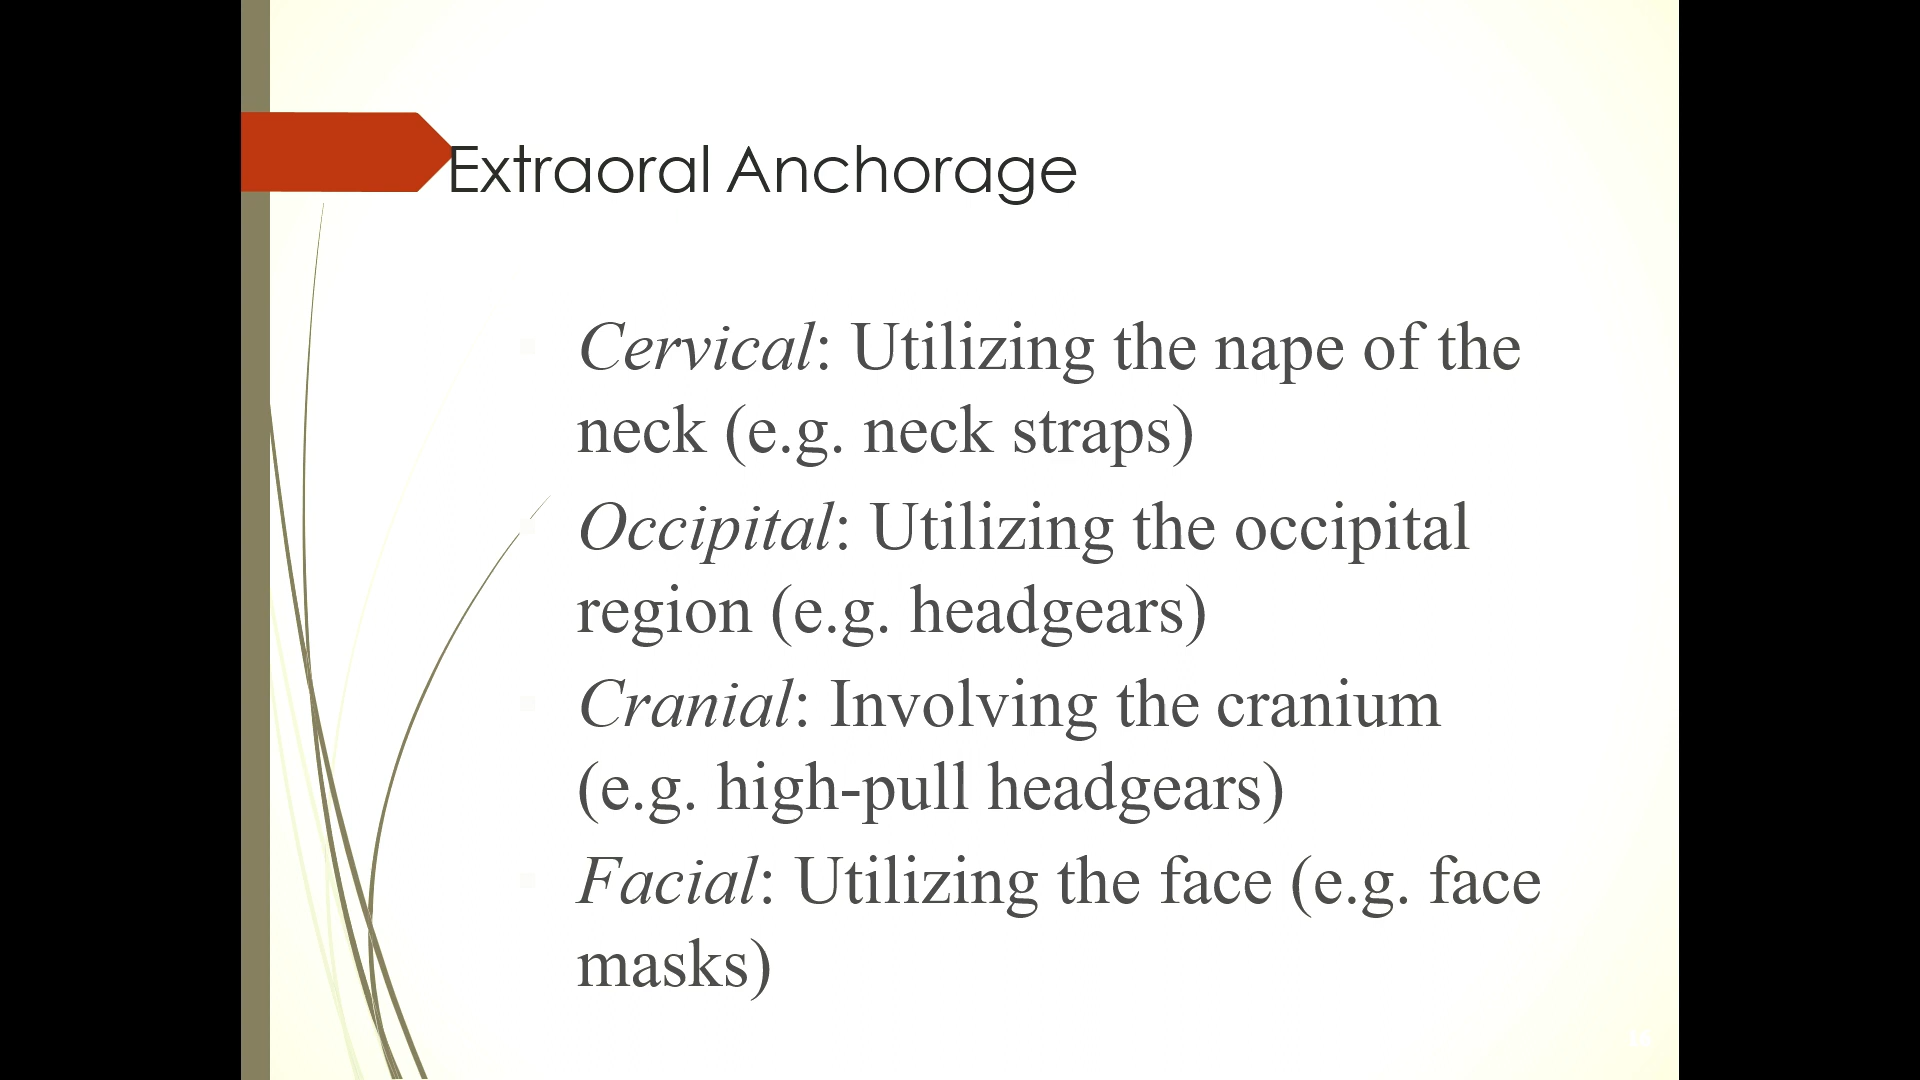 Extraoral Anchorage
Cervical: Utilizing the nape of the
neck (e.g. neck straps)
Occipital: Utilizing the occipital
region (e.g. headgears)
Cranial: Involving the cranium
(e.g. high-pull headgears)
Facial: Utilizing the face (e.g. face
masks)